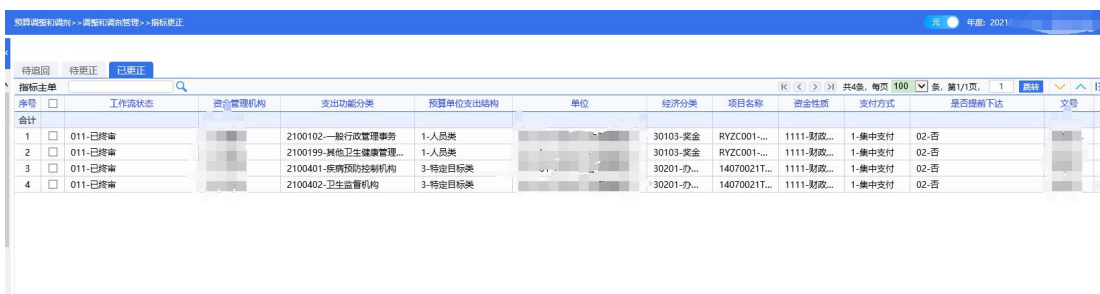 预算调整和调剂>>调整和调剂管理>>指标更正 元 年度: 2021
待追回 待更正 已更正
指标主单 共4条, 每页 100 条, 第1/1页, 1 跳转
序号 工作流状态 资金管理机构 支出功能分类 预算单位支出结构 单位 经济分类 项目名称 资金性质 支付方式 是否提前下达 文号
合计
1 011-已终审 2100102-一般行政管理事务 1-人员类 30103-奖金 RYZC001-... 1111-财政... 1-集中支付 02-否
2 011-已终审 2100199-其他卫生健康管理... 1-人员类 30103-奖金 RYZC001-... 1111-财政... 1-集中支付 02-否
3 011-已终审 2100401-疾病预防控制机构 3-特定目标类 30201-办... 14070021T... 1111-财政... 1-集中支付 02-否
4 011-已终审 2100402-卫生监督机构 3-特定目标类 30201-办... 14070021T... 1111-财政... 1-集中支付 02-否